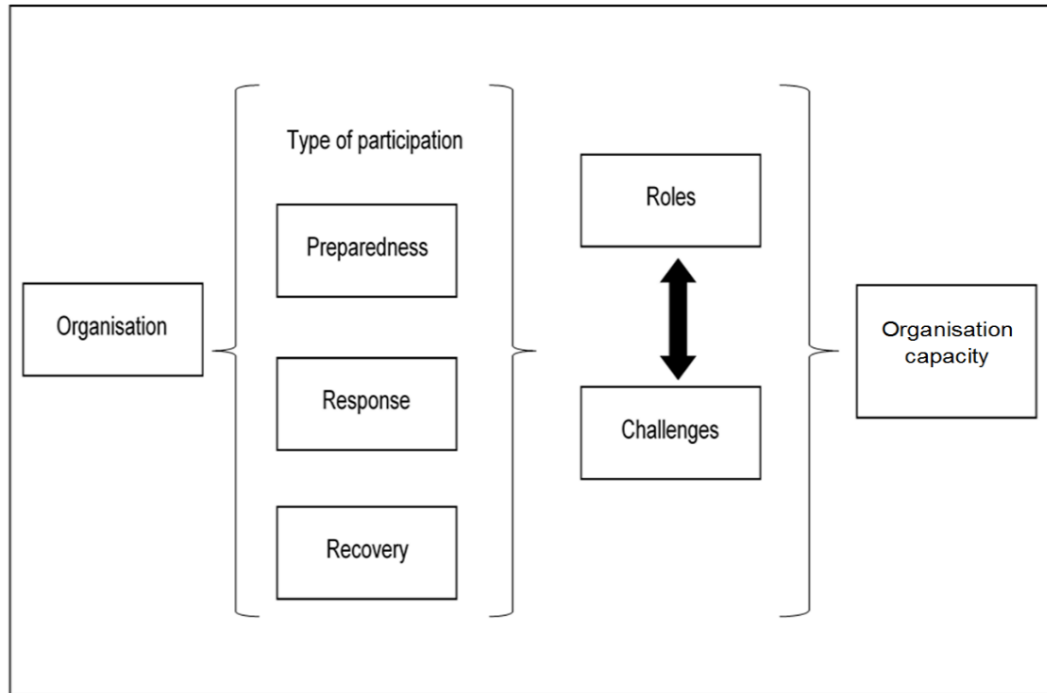 Organisation
Type of participation
Preparedness
Response
Recovery
Roles
Challenges
Organisation
capacity